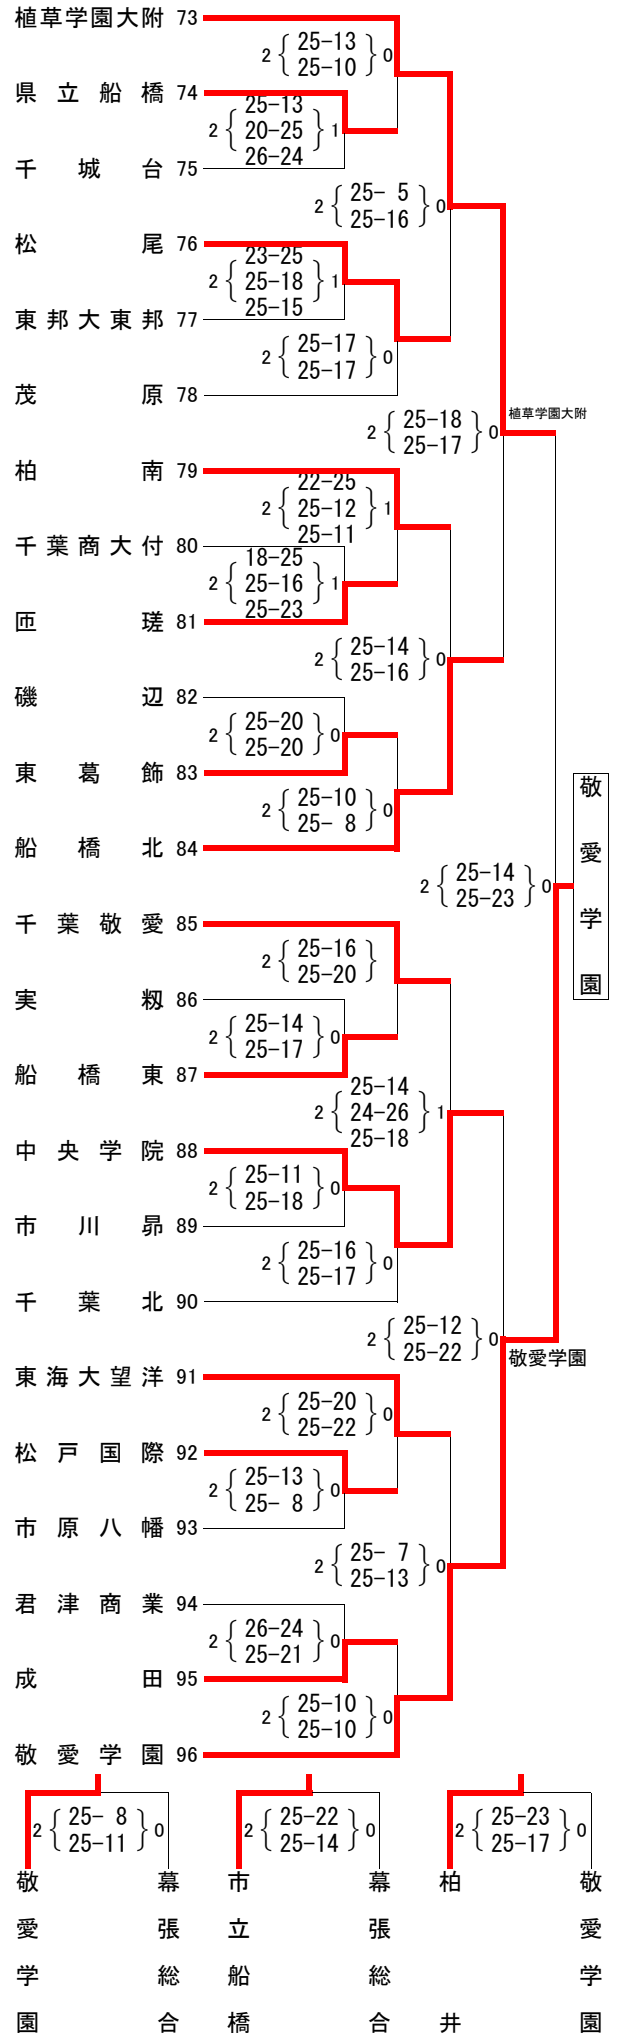 植草学園大附 73
2 25-13 0
25-10
県立船橋 74
25-13
2 20-25 1
26-24
千城台 75
2 25- 5 0
25-16
松尾 76
23-25
2 25-18 1
25-15
東邦大東邦 77
2 25-17 0
25-17
茂原 78
植草学園大附
2 25-18 0
25-17
柏南 79
22-25
2 25-12 1
25-11
千葉商大付 80
18-25
2 25-16 1
25-23
匝瑳 81
2 25-14 0
25-16
磯辺 82
2 25-20 0
25-20
東葛飾 83
2 25-10 0
25- 8
船橋北 84
敬愛学園
2 25-14 0
25-23
千葉敬愛 85
2 25-16
25-20
実籾 86
2 25-14 0
25-17
船橋東 87
25-14
2 24-26 1
25-18
中央学院 88
2 25-11 0
25-18
市川昴 89
2 25-16 0
25-17
千葉北 90
2 25-12 0
25-22
敬愛学園
東海大望洋 91
2 25-20 0
25-22
松戸国際 92
2 25-13 0
25- 8
市原八幡 93
2 25- 7 0
25-13
君津商業 94
2 26-24 0
25-21
成田 95
2 25-10 0
25-10
敬愛学園 96
2 25- 8 0
25-11
2 25-22 0
25-14
2 25-23 0
25-17
敬愛学園
幕張総合
市立船橋
幕張総合
柏井
敬愛学園